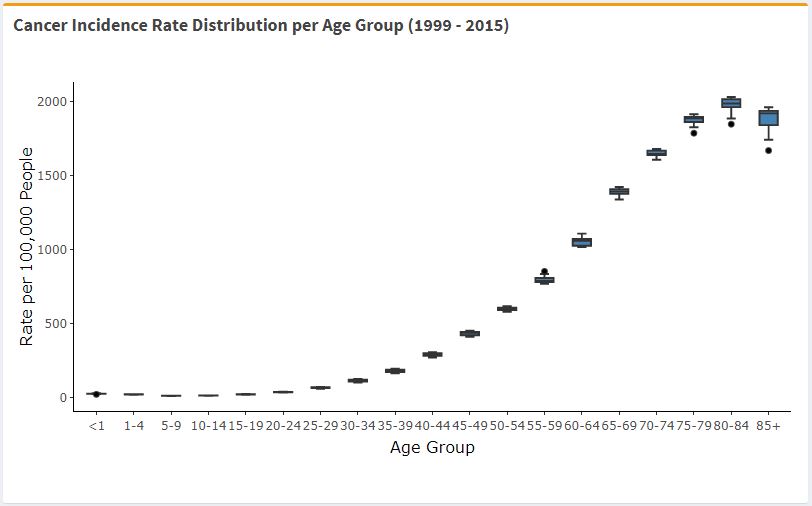 Cancer Incidence Rate Distribution per Age Group (1999 - 2015)
Rate per 100,000 People
2000
1500
1000
500
0
<1 1-4 5-9 10-14 15-19 20-24 25-29 30-34 35-39 40-44 45-49 50-54 55-59 60-64 65-69 70-74 75-79 80-84 85+
Age Group